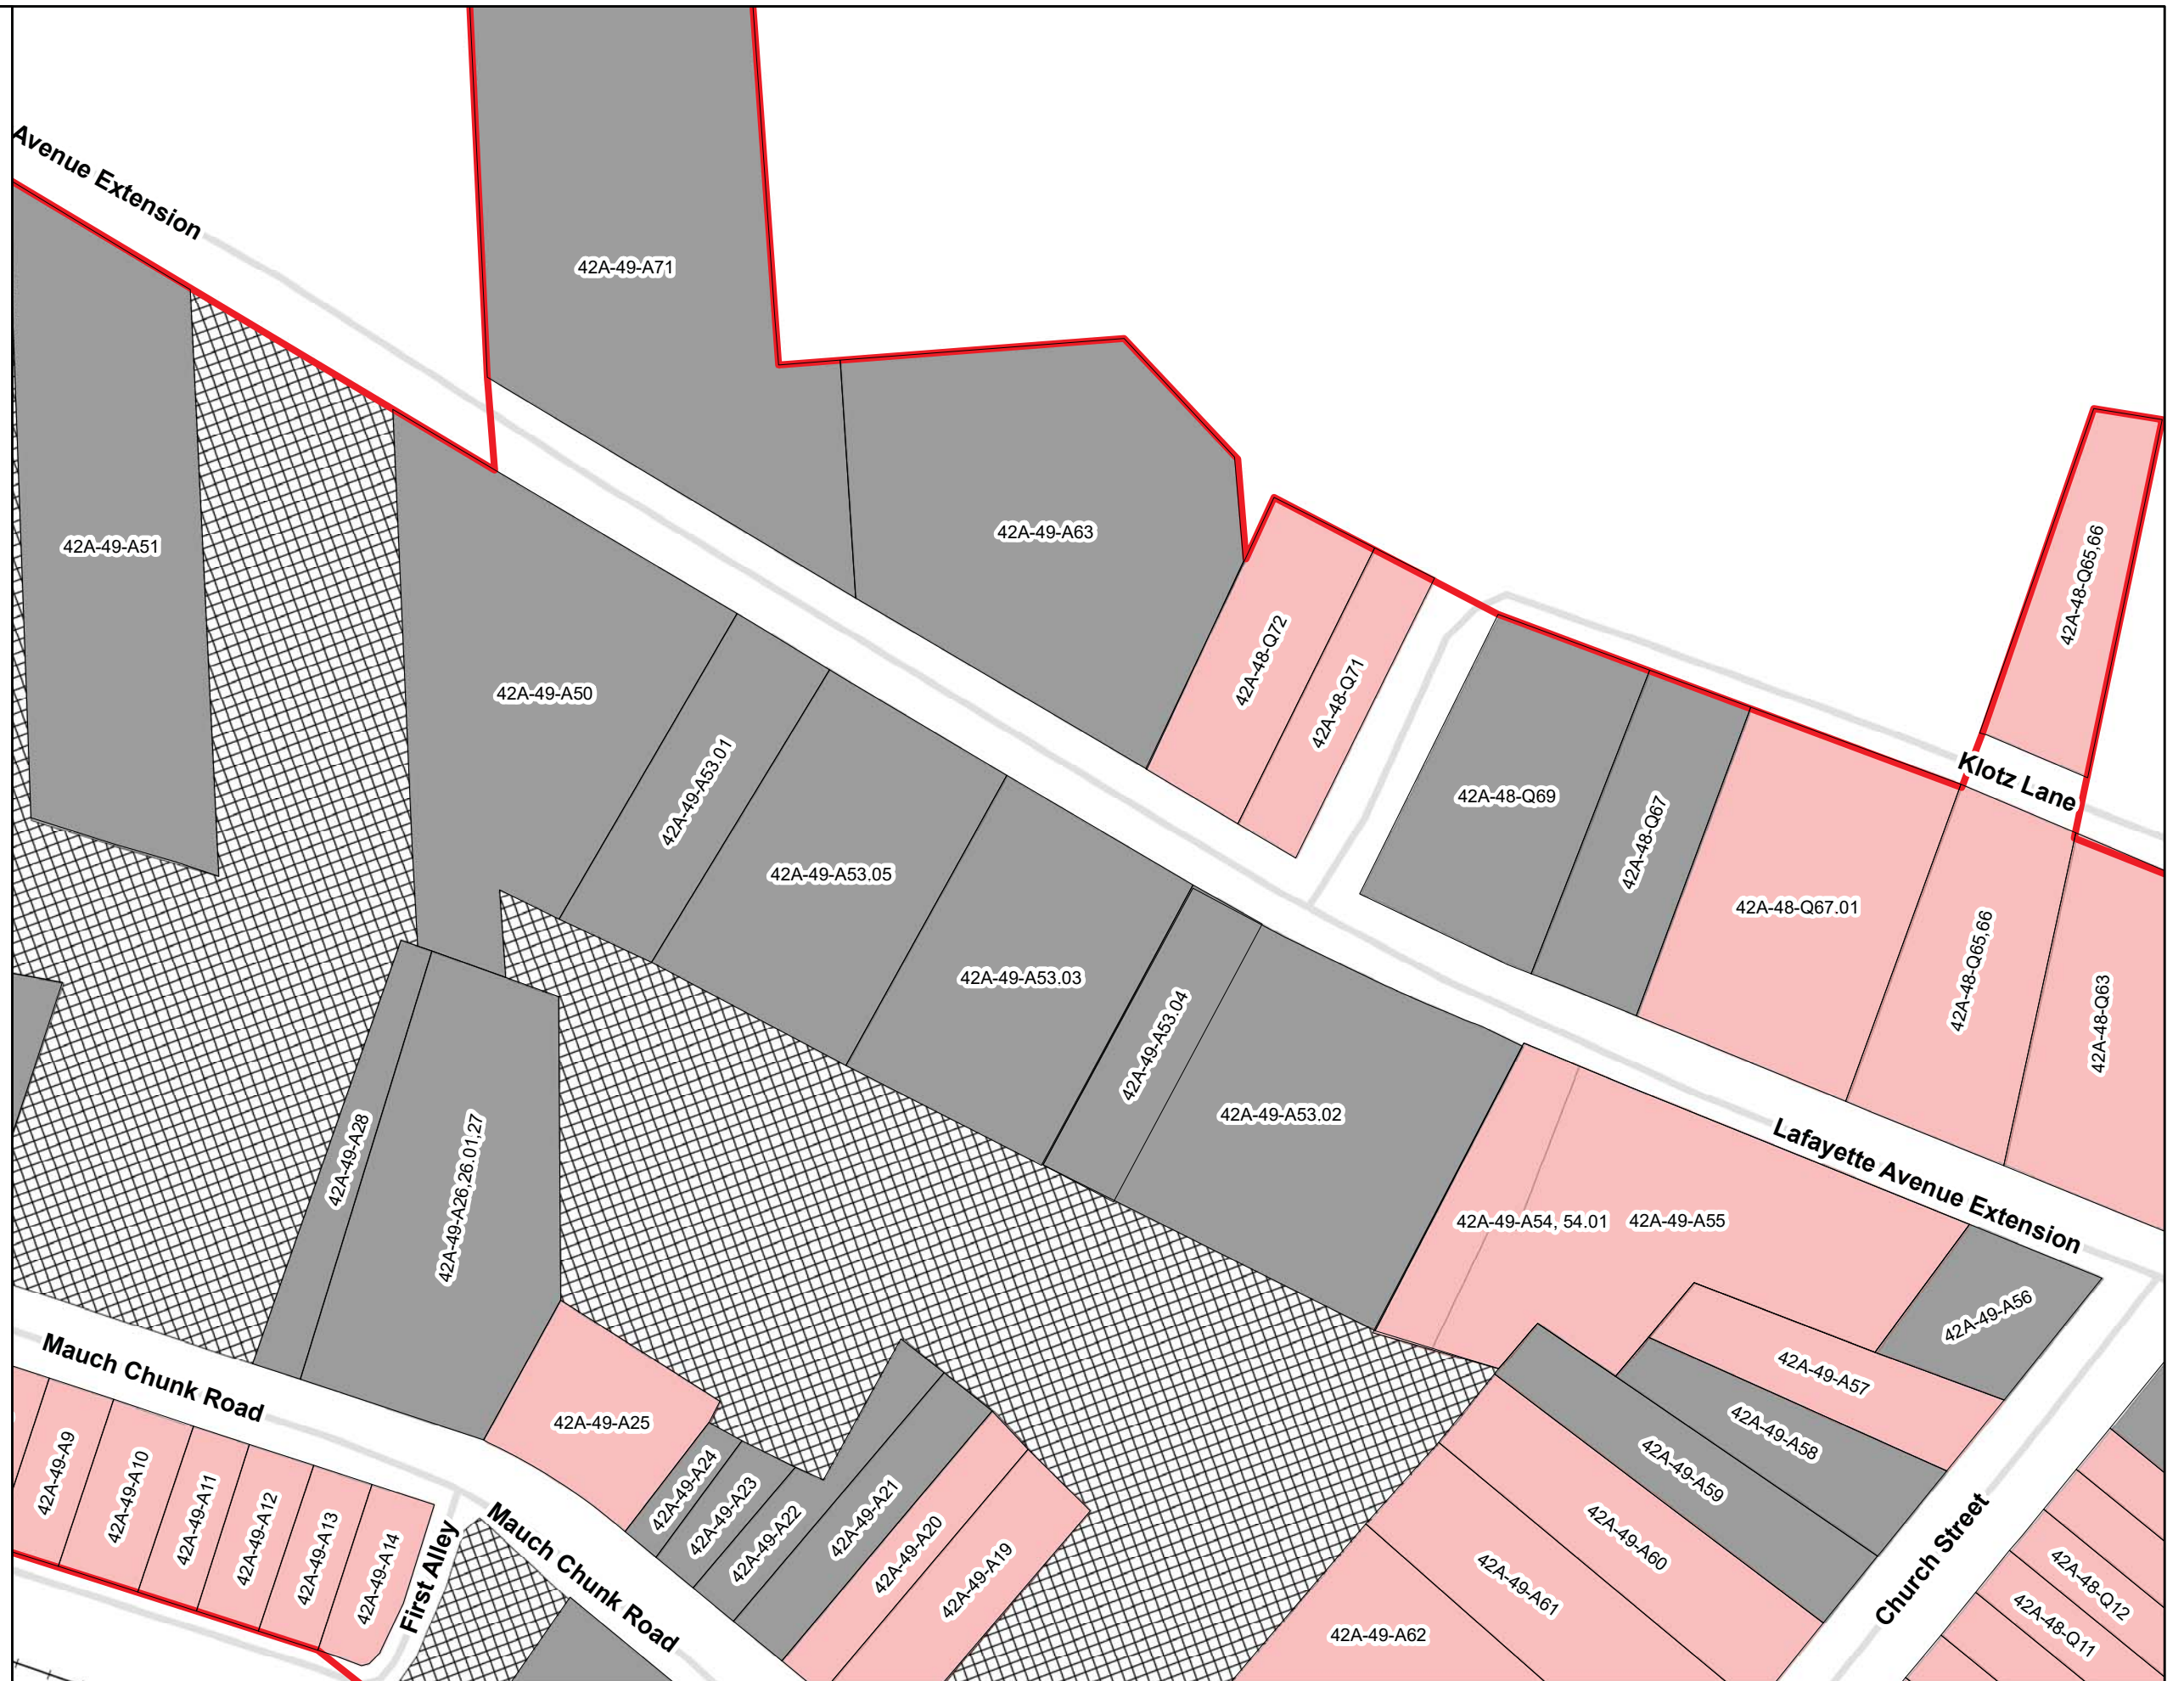 Avenue Extension
42A-49-A71
42A-49-A51
42A-49-A63
42A-48-Q65,66
42A-48-Q72
42A-48-Q71
42A-49-A50
42A-49-A53.01
Klotz Lane
42A-48-Q69
42A-48-Q67
42A-49-A53.05
42A-48-Q67.01
42A-48-Q65,66
42A-49-A53.03
42A-48-Q63
42A-49-A53.04
42A-49-A53.02
42A-49-A28
42A-49-A26,26.01,27
Lafayette Avenue Extension
42A-49-A54, 54.01
42A-49-A55
42A-49-A56
Mauch Chunk Road
42A-49-A57
42A-49-A25
42A-49-A58
42A-49-A59
42A-49-A9
42A-49-A10
42A-49-A11
42A-49-A12
42A-49-A13
42A-49-A14
First Alley
Mauch Chunk Road
42A-49-A24
42A-49-A23
42A-49-A22
42A-49-A21
42A-49-A20
42A-49-A19
42A-49-A60
42A-49-A61
42A-49-A62
Church Street
42A-48-Q12
42A-48-Q11